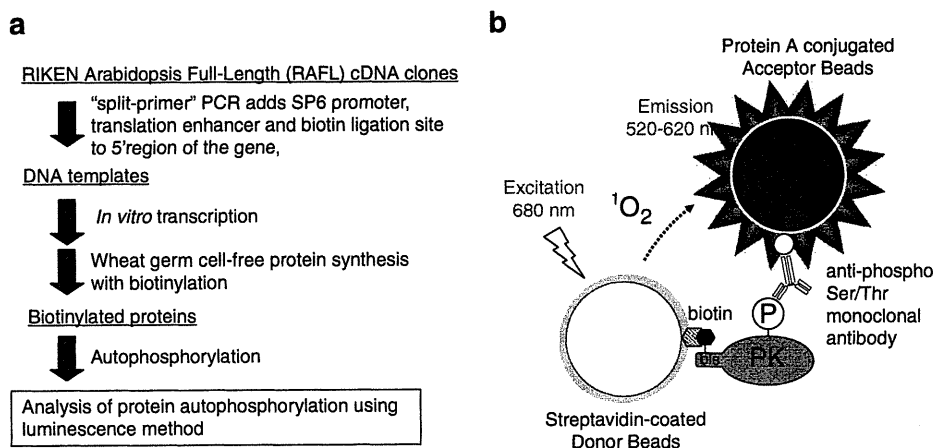 a
RIKEN Arabidopsis Full-Length (RAFL) cDNA clones
“split-primer” PCR adds SP6 promoter,
translation enhancer and biotin ligation site
to 5’region of the gene,
DNA templates
In vitro transcription
Wheat germ cell-free protein synthesis
with biotinylation
Biotinylated proteins
Autophosphorylation
Analysis of protein autophosphorylation using
luminescence method
b
Protein A conjugated
Acceptor Beads
Emission
520-620 nm
Excitation
680 nm
¹O₂
anti-phospho
Ser/Thr
monoclonal
antibody
P
biotin
bls
PK
Streptavidin-coated
Donor Beads